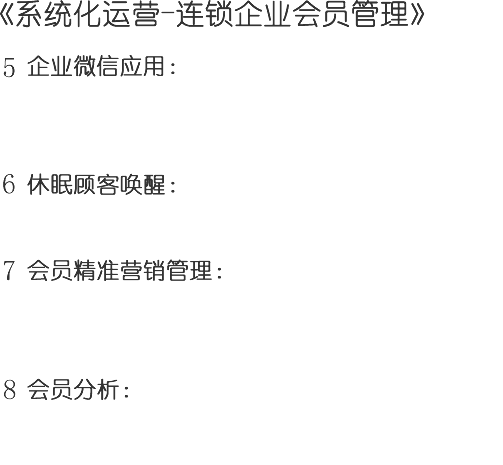 《系统化运营-连锁企业会员管理》
5 企业微信应用：
6 休眠顾客唤醒：
7 会员精准营销管理：
8 会员分析：